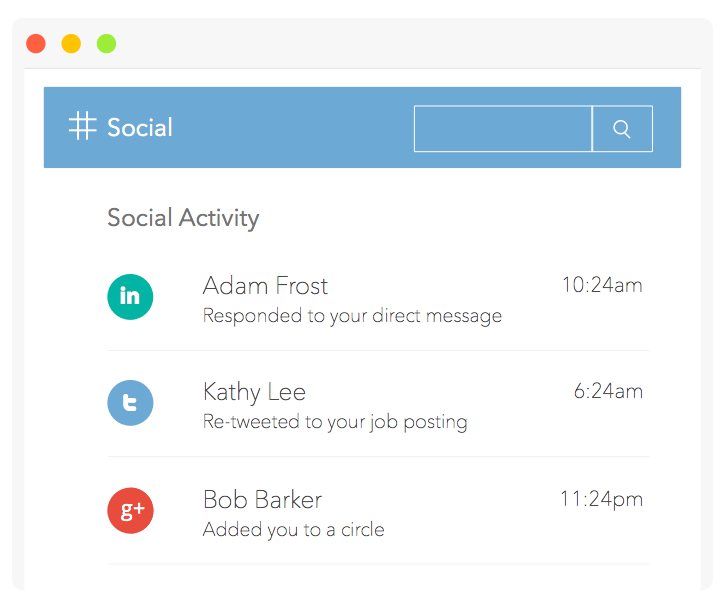 # Social
Social Activity
in
Adam Frost
10:24am
Responded to your direct message
t
Kathy Lee
6:24am
Re-tweeted to your job posting
g+
Bob Barker
11:24pm
Added you to a circle